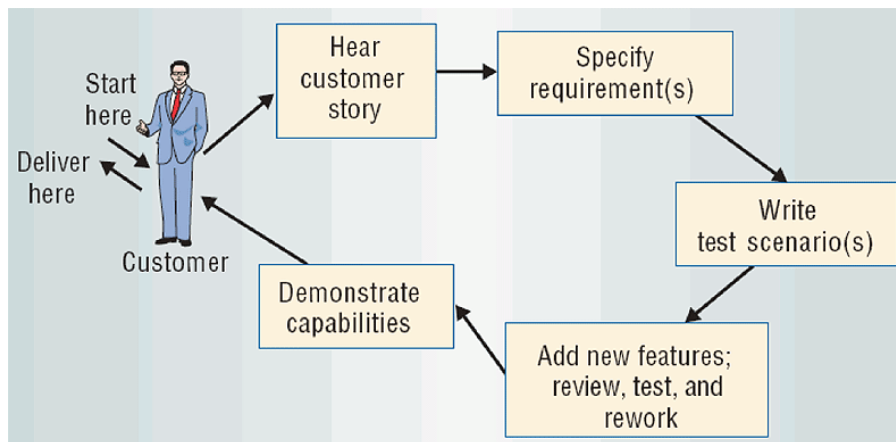 Start
here
Deliver
here
Customer
Hear
customer
story
Specify
requirement(s)
Write
test scenario(s)
Add new features;
review, test, and
rework
Demonstrate
capabilities